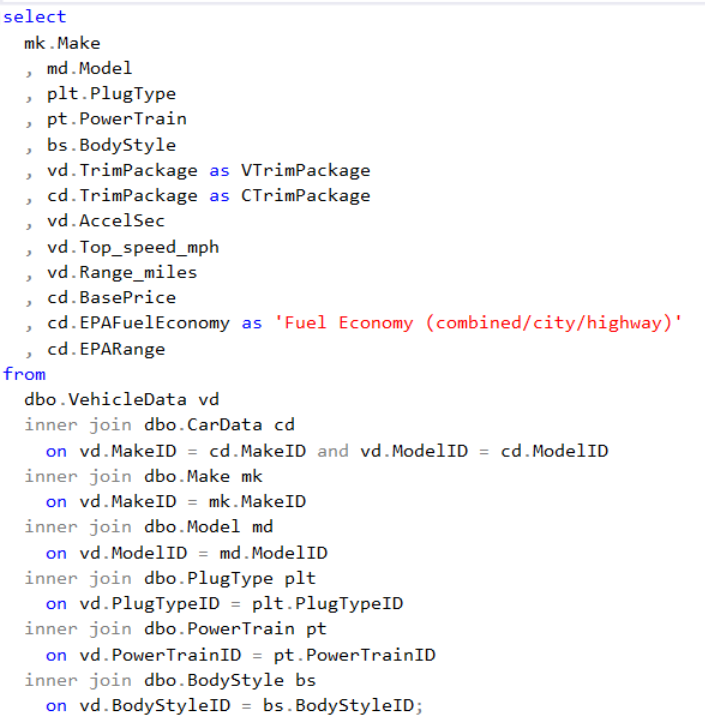 select
  mk.Make
  , md.Model
  , plt.PlugType
  , pt.PowerTrain
  , bs.BodyStyle
  , vd.TrimPackage as VTrimPackage
  , cd.TrimPackage as CTrimPackage
  , vd.AccelSec
  , vd.Top_speed_mph
  , vd.Range_miles
  , cd.BasePrice
  , cd.EPAFuelEconomy as 'Fuel Economy (combined/city/highway)'
  , cd.EPARange
from
  dbo.VehicleData vd
  inner join dbo.CarData cd
    on vd.MakeID = cd.MakeID and vd.ModelID = cd.ModelID
  inner join dbo.Make mk
    on vd.MakeID = mk.MakeID
  inner join dbo.Model md
    on vd.ModelID = md.ModelID
  inner join dbo.PlugType plt
    on vd.PlugTypeID = plt.PlugTypeID
  inner join dbo.PowerTrain pt
    on vd.PowerTrainID = pt.PowerTrainID
  inner join dbo.BodyStyle bs
    on vd.BodyStyleID = bs.BodyStyleID;